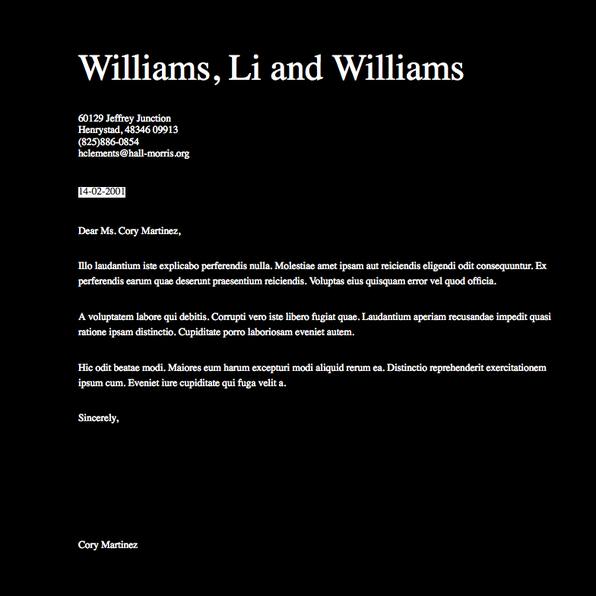 Williams, Li and Williams
60129 Jeffrey Junction
Henrystad, 48346 09913
(825)886-0854
hclements@hall-morris.org
14-02-2001
Dear Ms. Cory Martinez,
Illo laudantium iste explicabo perferendis nulla. Molestiae amet ipsam aut reiciendis eligendi odit consequuntur. Ex
perferendis earum quae deserunt praesentium reiciendis. Voluptas eius quisquam error vel quod officia.
A voluptatem labore qui debitis. Corrupti vero iste libero fugiat quae. Laudantium aperiam recusandae impedit quasi
ratione ipsam distinctio. Cupiditate porro laboriosam eveniet autem.
Hic odit beatae modi. Maiores eum harum excepturi modi aliquid rerum ea. Distinctio reprehenderit exercitationem
ipsum cum. Eveniet iure cupiditate qui fuga velit a.
Sincerely,
Cory Martinez